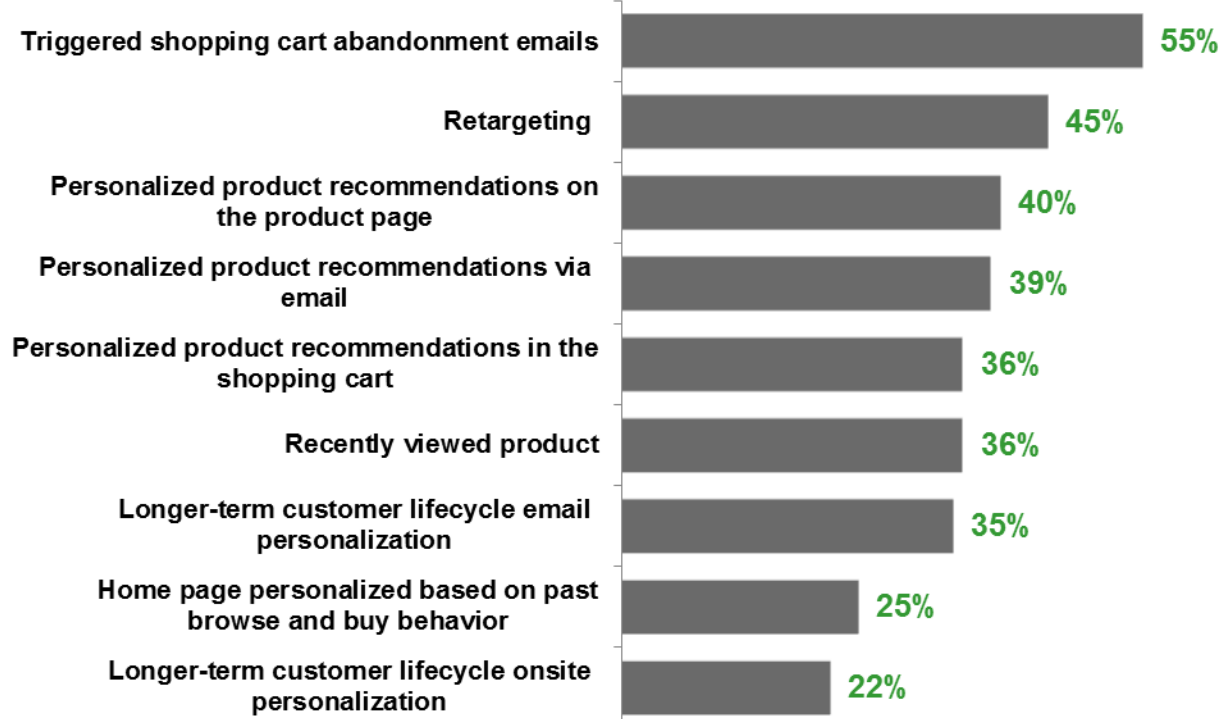 Triggered shopping cart abandonment emails
55%
Retargeting
45%
Personalized product recommendations on
the product page
40%
Personalized product recommendations via
email
39%
Personalized product recommendations in the
shopping cart
36%
Recently viewed product
36%
Longer-term customer lifecycle email
personalization
35%
Home page personalized based on past
browse and buy behavior
25%
Longer-term customer lifecycle onsite
personalization
22%